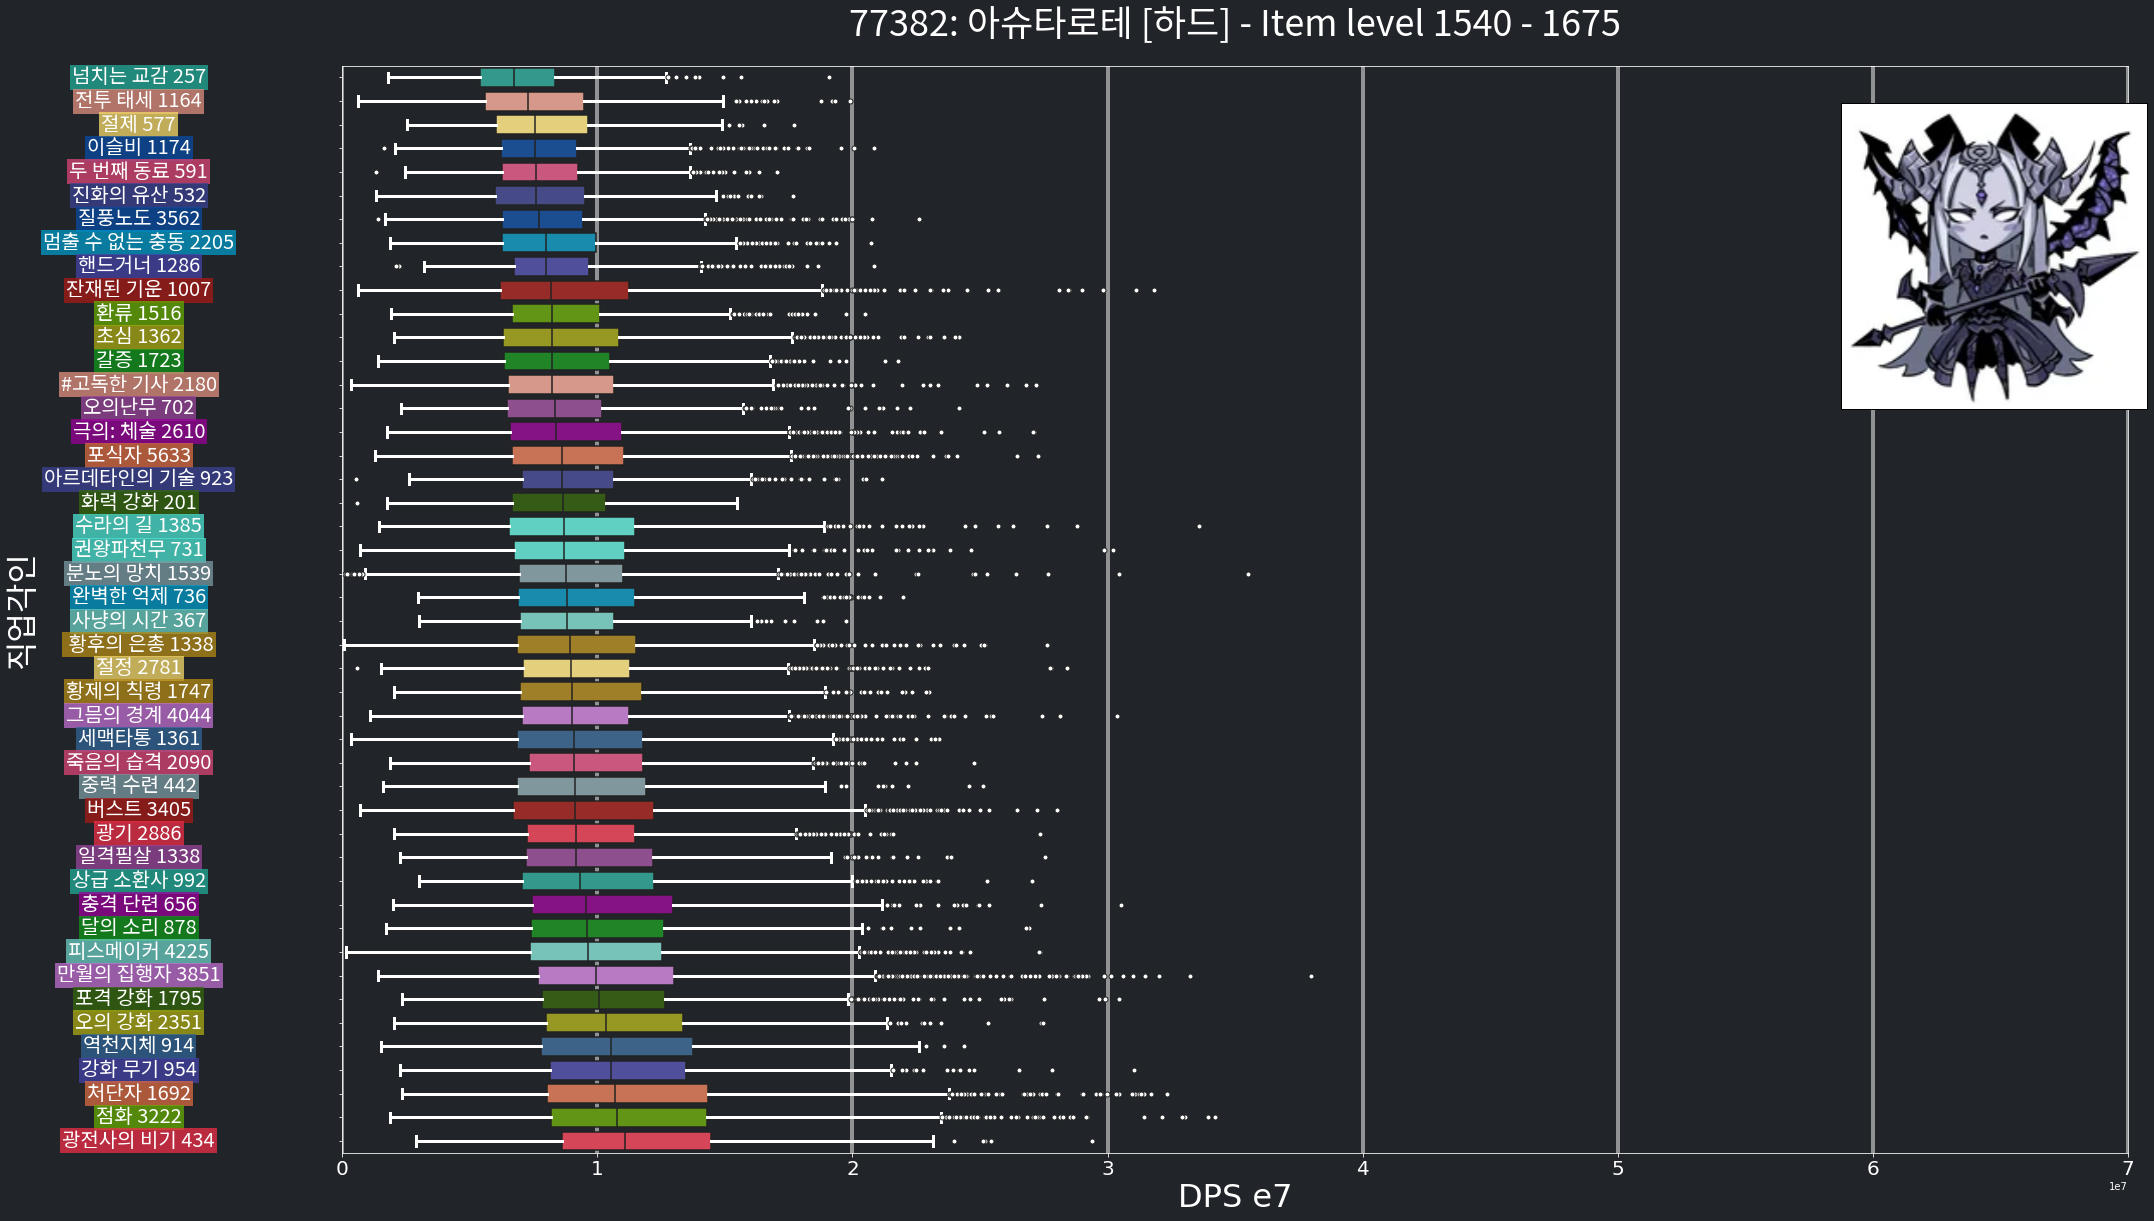 77382: 아슈타로테 [하드] - Item level 1540 - 1675
직업각인
넘치는 교감 257
전투 태세 1164
절제 577
이슬비 1174
두 번째 동료 591
진화의 유산 532
질풍노도 3562
멈출 수 없는 충동 2205
핸드거너 1286
잔재된 기운 1007
환류 1516
초심 1362
갈증 1723
#고독한 기사 2180
오의난무 702
극의: 체술 2610
포식자 5633
아르데타인의 기술 923
화력 강화 201
수라의 길 1385
권왕파천무 731
분노의 망치 1539
완벽한 억제 736
사냥의 시간 367
황후의 은총 1338
절정 2781
황제의 칙령 1747
그믐의 경계 4044
세맥타통 1361
죽음의 습격 2090
중력 수련 442
버스트 3405
광기 2886
일격필살 1338
상급 소환사 992
충격 단련 656
달의 소리 878
피스메이커 4225
만월의 집행자 3851
포격 강화 1795
오의 강화 2351
역천지체 914
강화 무기 954
처단자 1692
점화 3222
광전사의 비기 434
0 1 2 3 4 5 6 7
1e7
DPS e7